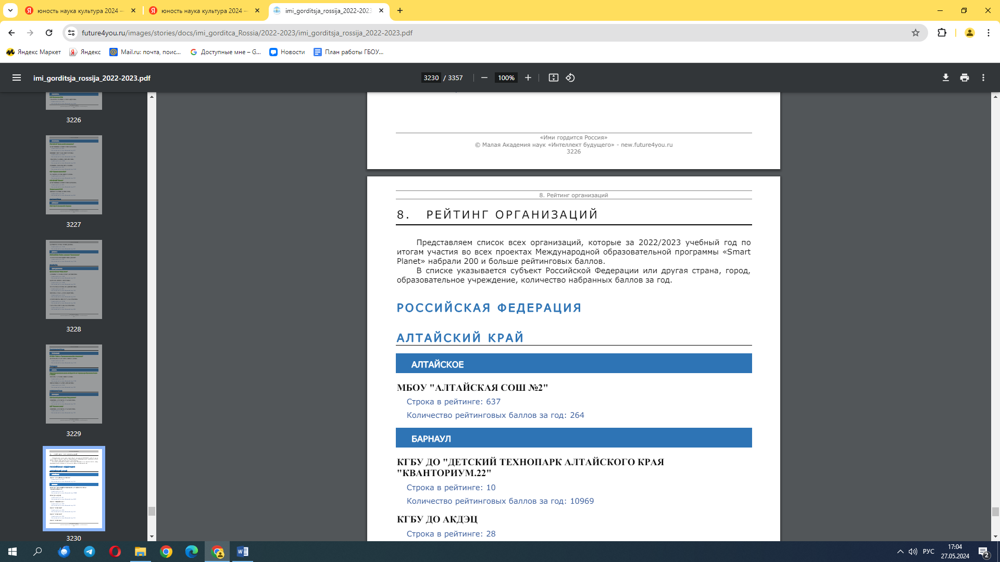 юность наука культура 2024 —
юность наука культура 2024 —
imi_gorditsja_rossija_2022-2023
future4you.ru/images/stories/docs/imi_gorditca_Rossia/2022-2023/imi_gorditsja_rossija_2022-2023.pdf
Яндекс Маркет
Яндекс
Mail.ru: почта, поис...
Доступные мне – G...
Новости
План работы ГБОУ...
imi_gorditsja_rossija_2022-2023.pdf
3230 / 3357
100%
3226
3227
3228
3229
3230
«Ими гордится Россия»
© Малая Академия наук «Интеллект будущего» - new.future4you.ru
3226
8. Рейтинг организаций
8. РЕЙТИНГ ОРГАНИЗАЦИЙ
Представляем список всех организаций, которые за 2022/2023 учебный год по
итогам участия во всех проектах Международной образовательной программы «Smart
Planet» набрали 200 и больше рейтинговых баллов.
В списке указывается субъект Российской Федерации или другая страна, город,
образовательное учреждение, количество набранных баллов за год.
РОССИЙСКАЯ ФЕДЕРАЦИЯ
АЛТАЙСКИЙ КРАЙ
АЛТАЙСКОЕ
МБОУ "АЛТАЙСКАЯ СОШ №2"
Строка в рейтинге: 637
Количество рейтинговых баллов за год: 264
БАРНАУЛ
КГБУ ДО "ДЕТСКИЙ ТЕХНОПАРК АЛТАЙСКОГО КРАЯ
"КВАНТОРИУМ.22"
Строка в рейтинге: 10
Количество рейтинговых баллов за год: 10969
КГБУ ДО АКДЭЦ
Строка в рейтинге: 28
РУС
17:04
27.05.2024
2